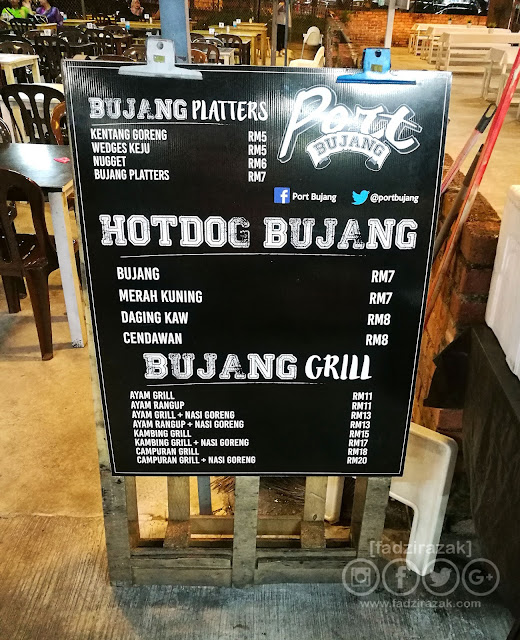 BUJANG PLATTERS
KENTANG GORENG RM5
WEDGES KEJU RM5
NUGGET RM6
BUJANG PLATTERS RM7
Port
BUJANG
Port Bujang @portbujang
HOTDOG BUJANG
BUJANG RM7
MERAH KUNING RM7
DAGING KAW RM8
CENDAWAN RM8
BUJANG GRILL
AYAM GRILL RM11
AYAM RANGUP RM11
AYAM GRILL + NASI GORENG RM13
AYAM RANGUP + NASI GORENG RM13
KAMBING GRILL RM15
KAMBING GRILL + NASI GORENG RM17
CAMPURAN GRILL RM18
CAMPURAN GRILL + NASI GORENG RM20
[fadzirazak]
www.fadzirazak.com